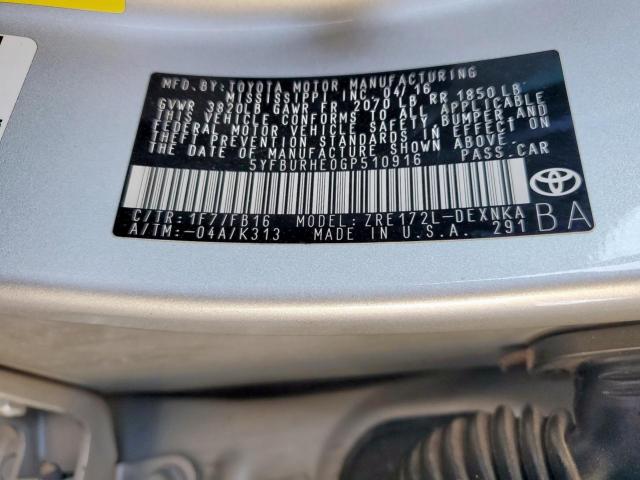 MFD.BY: TOYOTA MOTOR MANUFACTURING
MISSISSIPPI INC. 04/16
GVWR 3820LB GAWR FR 2070 LB, RR 1850 LB
THIS VEHICLE CONFORMS TO ALL APPLICABLE
FEDERAL MOTOR VEHICLE SAFETY, BUMPER, AND
THEFT PREVENTION STANDARDS IN EFFECT ON
THE DATE OF MANUFACTURE SHOWN ABOVE.
5YFBURHE0GP510916 PASS.CAR
TOYOTA
C/TR: 1F7/FB16 MODEL: ZRE172L-DEXNKA
A/TM: -04A/K313 MADE IN U.S.A. 291
BA